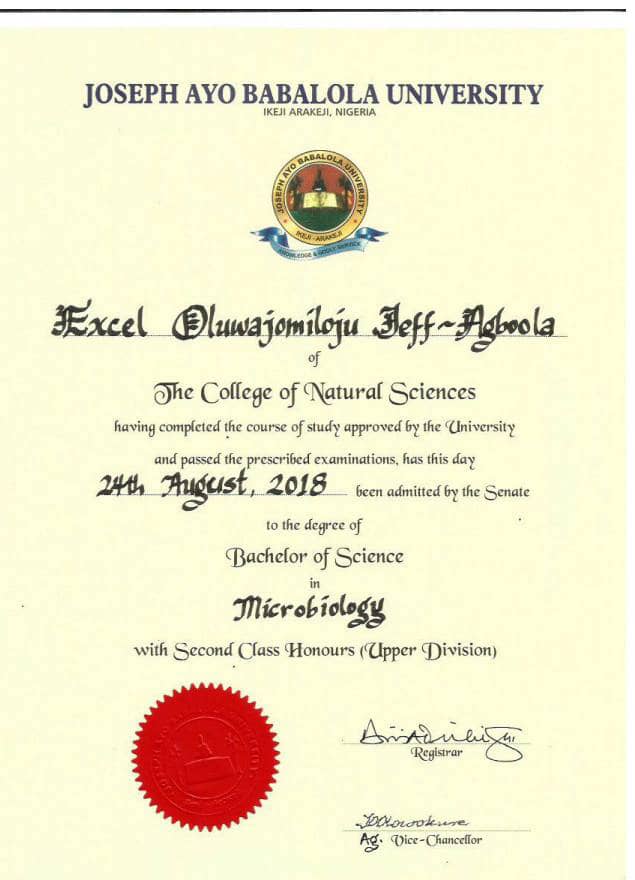 JOSEPH AYO BABALOLA UNIVERSITY
IKEJI ARAKEJI, NIGERIA
JOSEPH AYO BABALOLA UNIVERSITY
IKEJI-ARAKEJI
KNOWLEDGE & GODLY SERVICE
Excel Oluwajomiloju Jeff-Agboola
of
The College of Natural Sciences
having completed the course of study approved by the University
and passed the prescribed examinations, has this day
24th August, 2018 been admitted by the Senate
to the degree of
Bachelor of Science
in
Microbiology
with Second Class Honours (Upper Division)
Registrar
Ag. Vice-Chancellor